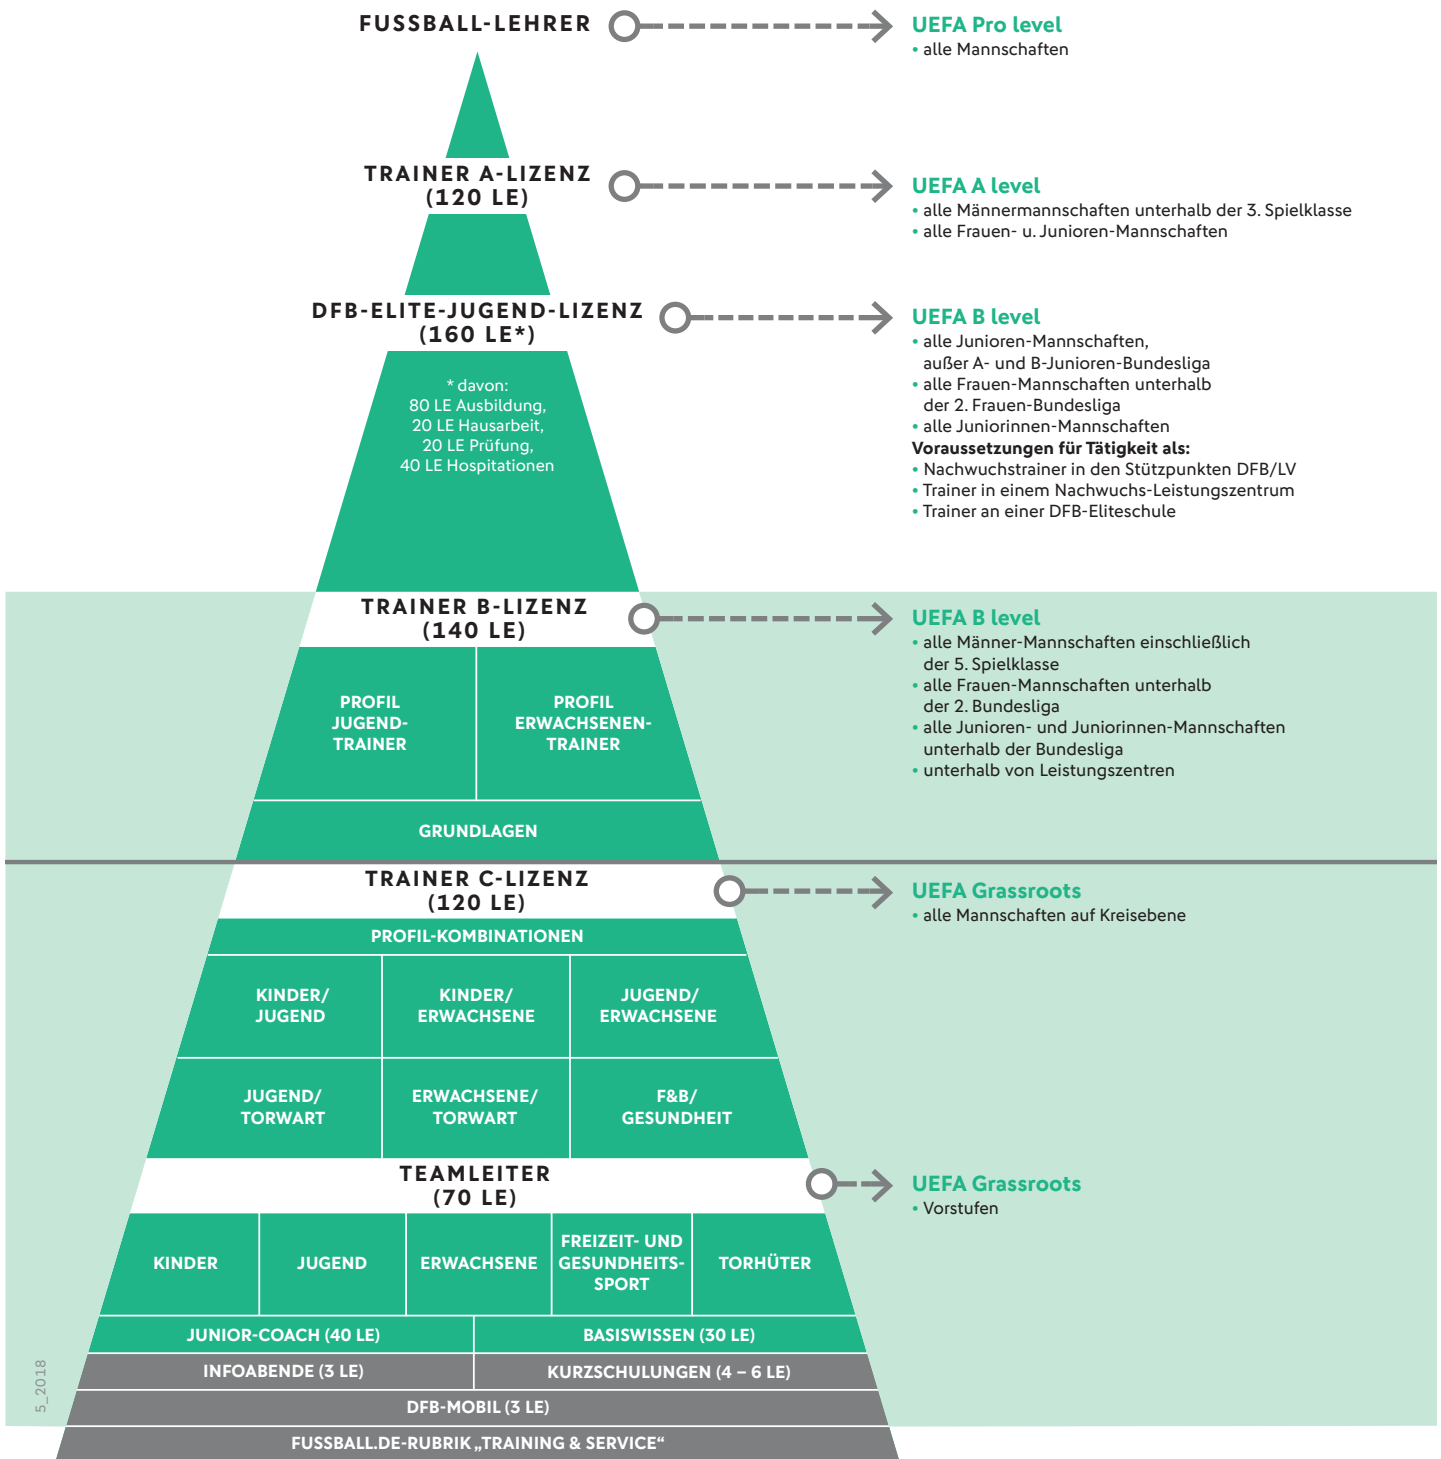 FUSSBALL-LEHRER
UEFA Pro level
• alle Mannschaften
TRAINER A-LIZENZ
(120 LE)
UEFA A level
• alle Männermannschaften unterhalb der 3. Spielklasse
• alle Frauen- u. Junioren-Mannschaften
DFB-ELITE-JUGEND-LIZENZ
(160 LE*)
* davon:
80 LE Ausbildung,
20 LE Hausarbeit,
20 LE Prüfung,
40 LE Hospitationen
UEFA B level
• alle Junioren-Mannschaften,
außer A- und B-Junioren-Bundesliga
• alle Frauen-Mannschaften unterhalb
der 2. Frauen-Bundesliga
• alle Juniorinnen-Mannschaften
Voraussetzungen für Tätigkeit als:
• Nachwuchstrainer in den Stützpunkten DFB/LV
• Trainer in einem Nachwuchs-Leistungszentrum
• Trainer an einer DFB-Eliteschule
TRAINER B-LIZENZ
(140 LE)
PROFIL
JUGEND-
TRAINER
PROFIL
ERWACHSENEN-
TRAINER
GRUNDLAGEN
UEFA B level
• alle Männer-Mannschaften einschließlich
der 5. Spielklasse
• alle Frauen-Mannschaften unterhalb
der 2. Bundesliga
• alle Junioren- und Juniorinnen-Mannschaften
unterhalb der Bundesliga
• unterhalb von Leistungszentren
TRAINER C-LIZENZ
(120 LE)
UEFA Grassroots
• alle Mannschaften auf Kreisebene
PROFIL-KOMBINATIONEN
KINDER/
JUGEND
KINDER/
ERWACHSENE
JUGEND/
ERWACHSENE
JUGEND/
TORWART
ERWACHSENE/
TORWART
F&B/
GESUNDHEIT
TEAMLEITER
(70 LE)
UEFA Grassroots
• Vorstufen
KINDER
JUGEND
ERWACHSENE
FREIZEIT- UND
GESUNDHEITS-
SPORT
TORHÜTER
JUNIOR-COACH (40 LE)
BASISWISSEN (30 LE)
INFOABENDE (3 LE)
KURZSCHULUNGEN (4 – 6 LE)
DFB-MOBIL (3 LE)
FUSSBALL.DE-RUBRIK „TRAINING & SERVICE“
5_2018